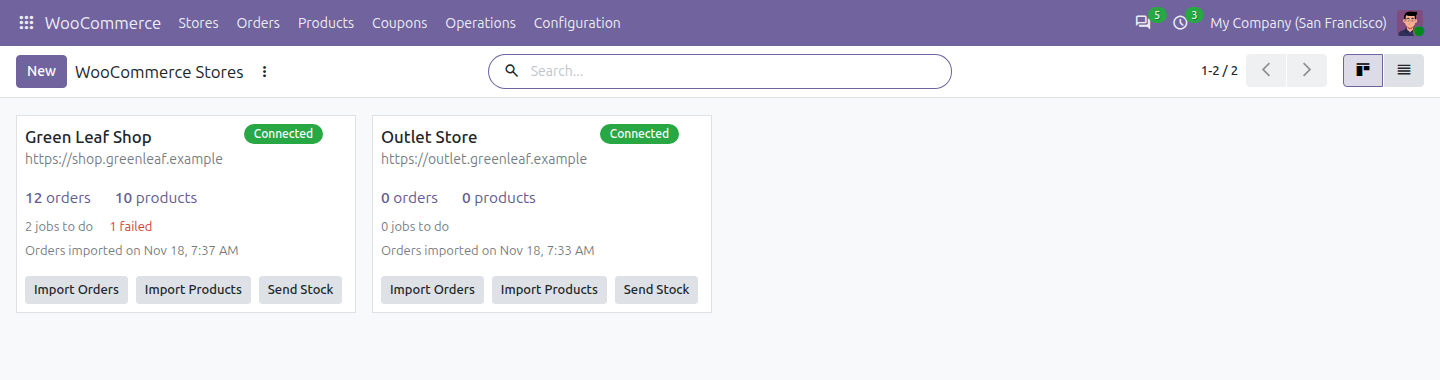 WooCommerce Stores Orders Products Coupons Operations Configuration 5 3 My Company (San Francisco)
New WooCommerce Stores Search... 1-2 / 2
Green Leaf Shop Connected
https://shop.greenleaf.example
12 orders 10 products
2 jobs to do 1 failed
Orders imported on Nov 18, 7:37 AM
Import Orders Import Products Send Stock
Outlet Store Connected
https://outlet.greenleaf.example
0 orders 0 products
0 jobs to do
Orders imported on Nov 18, 7:33 AM
Import Orders Import Products Send Stock